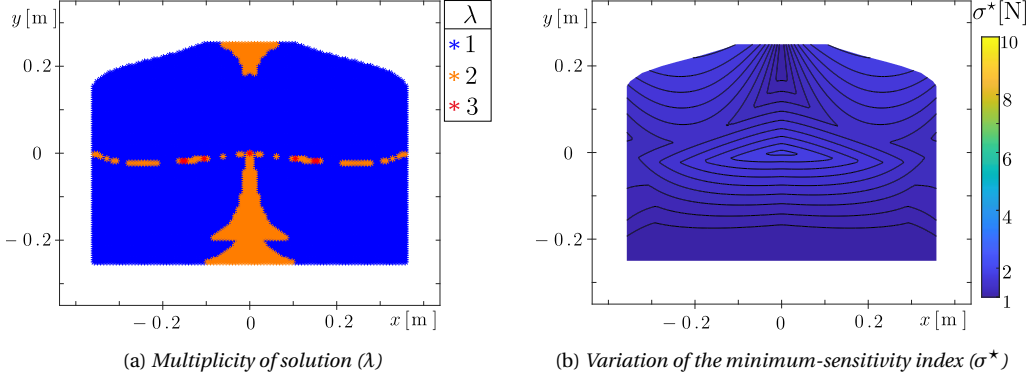 y [m]
0.2
0
−0.2
−0.2
0
0.2
x [m]
λ
*1
*2
*3
(a) Multiplicity of solution (λ)
y [m]
0.2
0
−0.2
−0.2
0
0.2
x [m]
σ⋆[N]
10
8
6
4
2
1
(b) Variation of the minimum-sensitivity index (σ⋆)